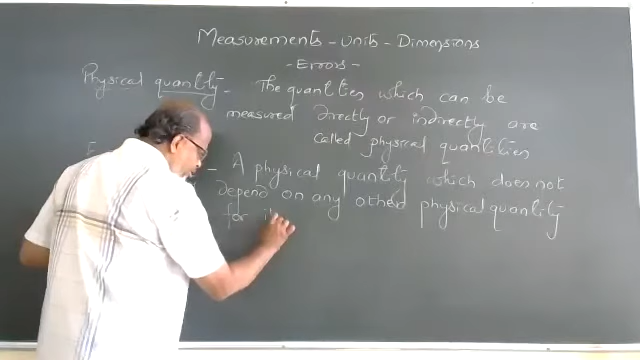 Measurements - Units - Dimensions
- Errors -
Physical quantity - The quantities which can be
measured directly or indirectly are
called physical quantities
- A physical quantity which does not
depend on any other physical quantity
for